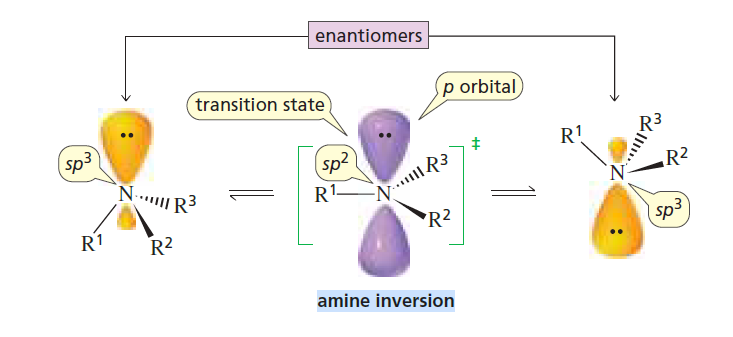 enantiomers
transition state
p orbital
sp³
N
R³
R¹
R²
sp²
R¹
N
R³
R²
‡
R¹
R³
N
R²
sp³
amine inversion